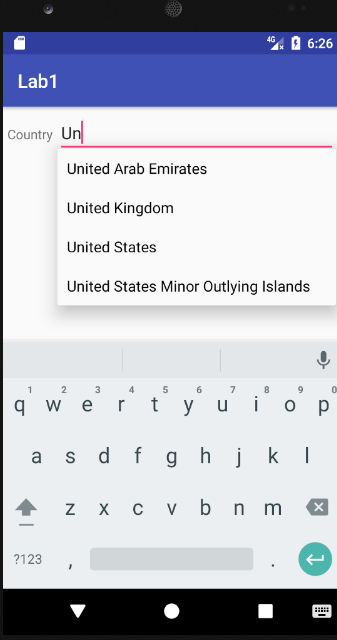 4G 6:26
Lab1
Country Un
United Arab Emirates
United Kingdom
United States
United States Minor Outlying Islands
1 2 3 4 5 6 7 8 9 0
q w e r t y u i o p
a s d f g h j k l
z x c v b n m
?123 , .